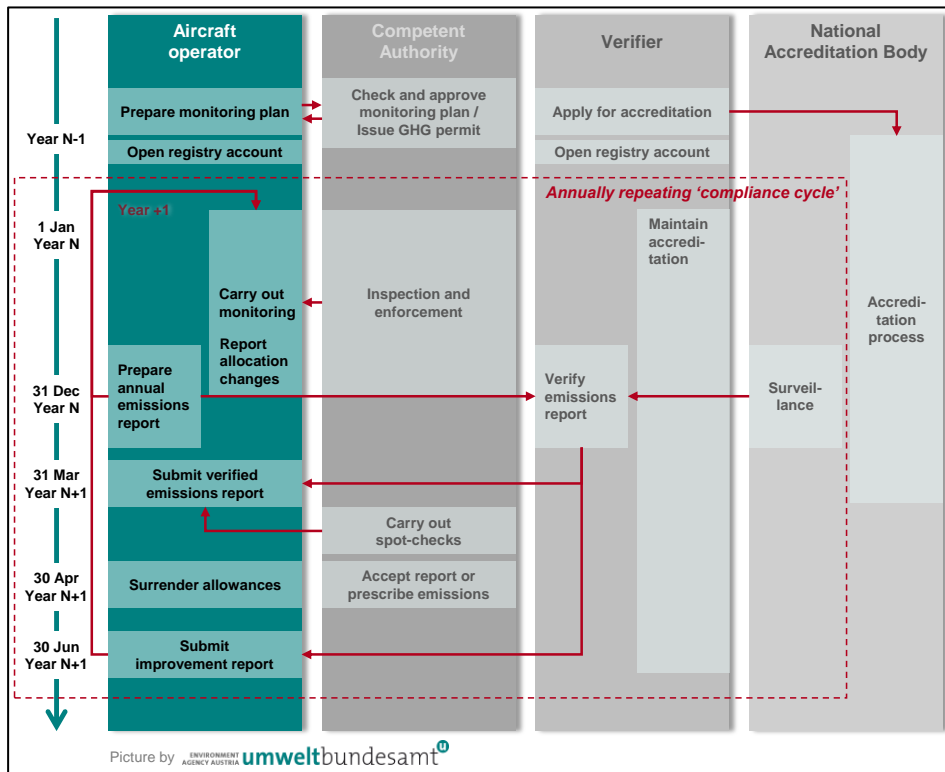 Aircraft
operator
Competent
Authority
Verifier
National
Accreditation Body
Year N-1
Prepare monitoring plan
Check and approve
monitoring plan /
Issue GHG permit
Apply for accreditation
Open registry account
Open registry account
Annually repeating ‘compliance cycle’
Year +1
1 Jan
Year N
Maintain
accredi-
tation
Carry out
monitoring
Report
allocation
changes
Inspection and
enforcement
Accredi-
tation
process
31 Dec
Year N
Prepare
annual
emissions
report
Verify
emissions
report
Surveil-
lance
31 Mar
Year N+1
Submit verified
emissions report
Carry out
spot-checks
30 Apr
Year N+1
Surrender allowances
Accept report or
prescribe emissions
30 Jun
Year N+1
Submit
improvement report
Picture by ENVIRONMENT
AGENCY AUSTRIA umweltbundesamt u